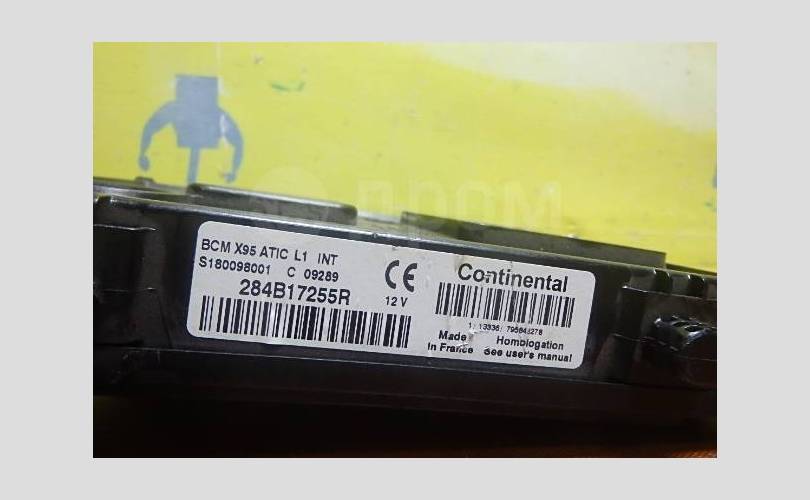 BCM X95 ATIC L1 INT
S180098001 C 09289
284B17255R
12 V
CE
Continental
Made
In France
Homologation
See user's manual